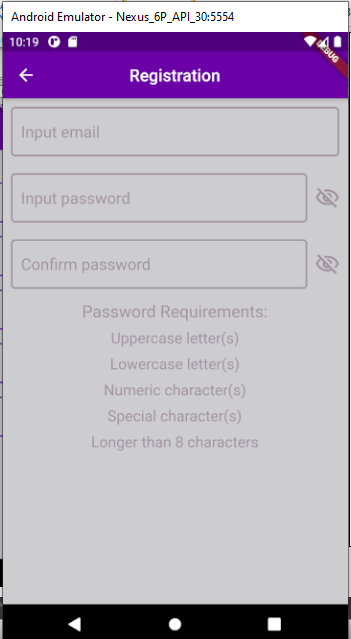 Android Emulator - Nexus_6P_API_30:5554
10:19
DEBUG
Registration
Input email
Input password
Confirm password
Password Requirements:
Uppercase letter(s)
Lowercase letter(s)
Numeric character(s)
Special character(s)
Longer than 8 characters